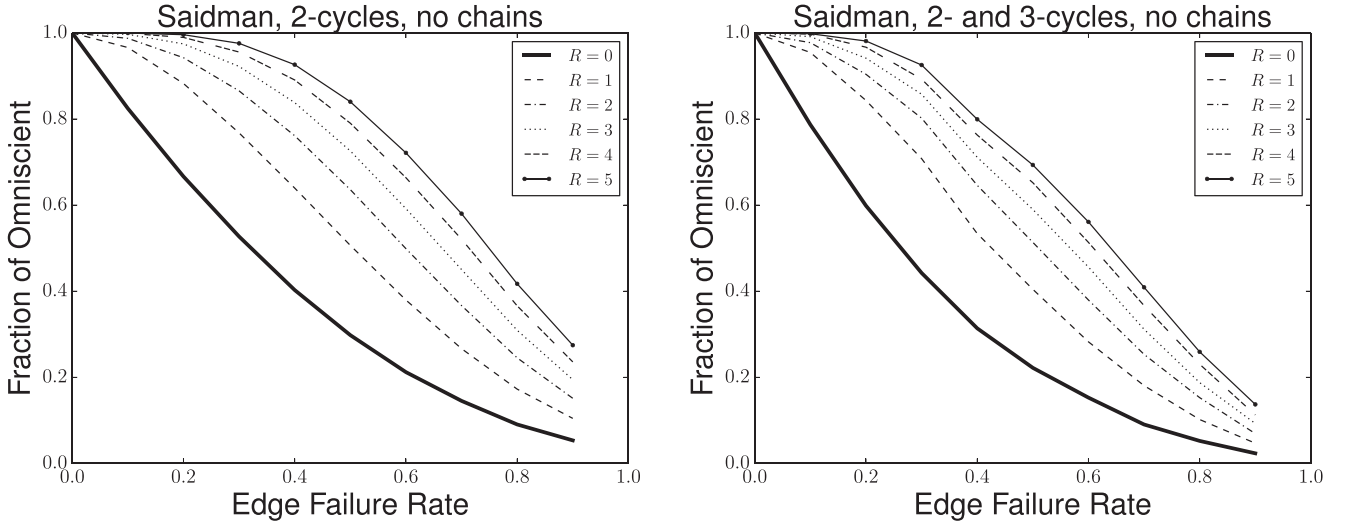 Saidman, 2-cycles, no chains
1.0
0.8
0.6
0.4
0.2
0.0
Fraction of Omniscient
R = 0
R = 1
R = 2
R = 3
R = 4
R = 5
0.0 0.2 0.4 0.6 0.8 1.0
Edge Failure Rate
Saidman, 2- and 3-cycles, no chains
1.0
0.8
0.6
0.4
0.2
0.0
Fraction of Omniscient
R = 0
R = 1
R = 2
R = 3
R = 4
R = 5
0.0 0.2 0.4 0.6 0.8 1.0
Edge Failure Rate